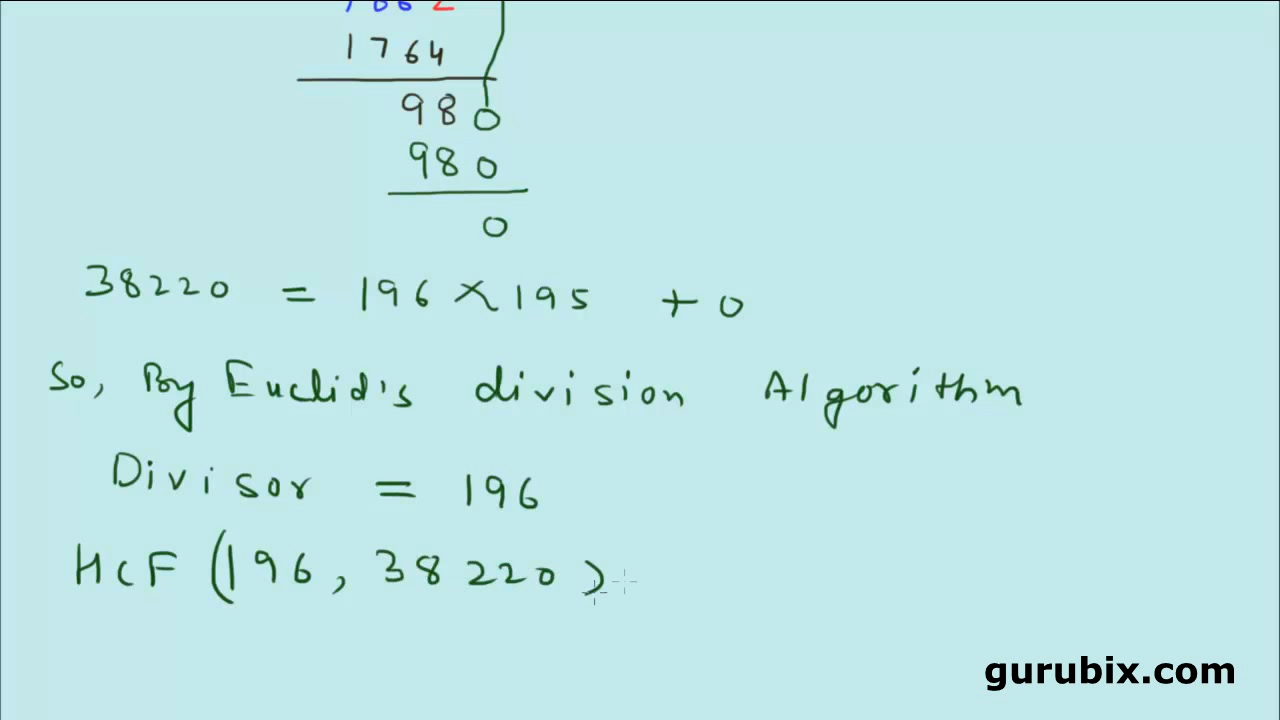 1764
980
980
0
38220 = 196 × 195 + 0
So, By Euclid's division Algorithm
Divisor = 196
HCF (196, 38220)
gurubix.com